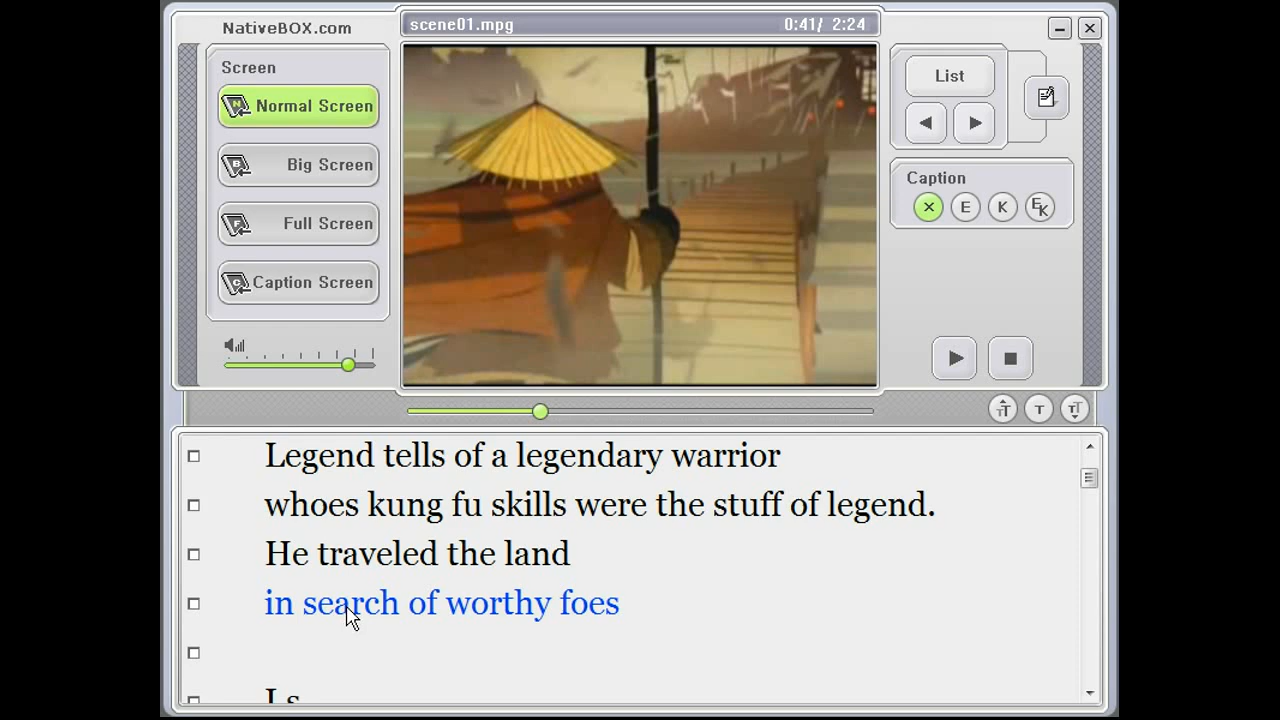 NativeBOX.com
scene01.mpg 0:41/ 2:24
Screen
Normal Screen
Big Screen
Full Screen
Caption Screen
List
Caption
X E K EK
T T T
Legend tells of a legendary warrior
whoes kung fu skills were the stuff of legend.
He traveled the land
in search of worthy foes
I s